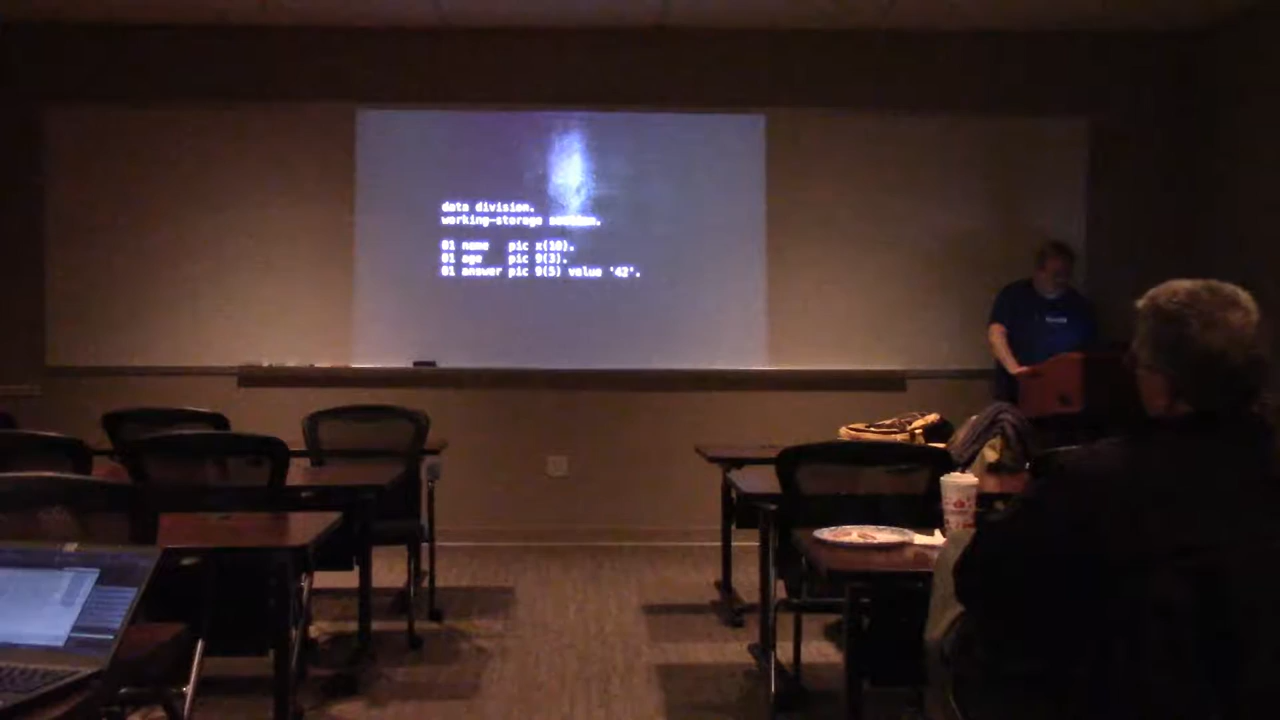 data division.
working-storage section.
01 name pic x(10).
01 age pic 9(3).
01 answer pic 9(5) value '42'.